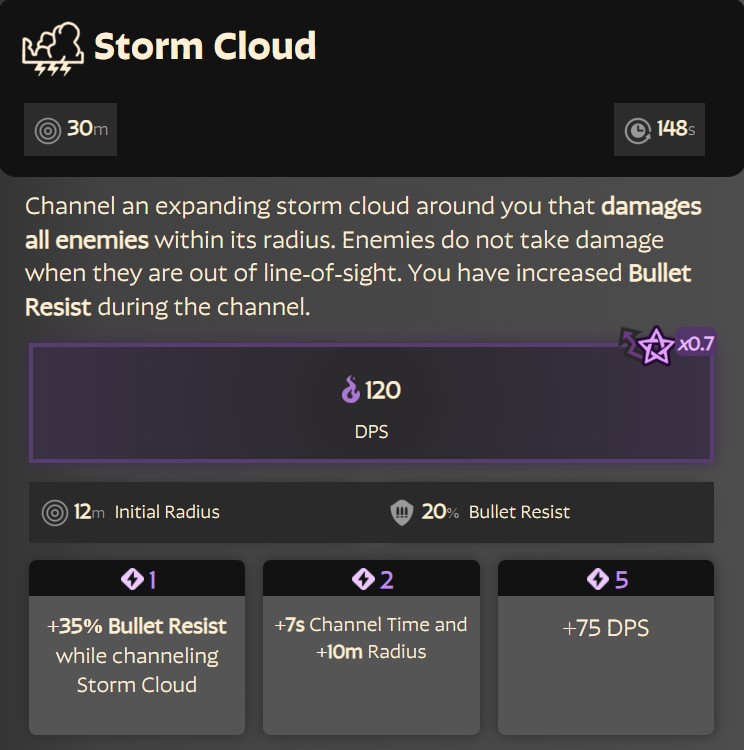 Storm Cloud
30m
148s
Channel an expanding storm cloud around you that damages
all enemies within its radius. Enemies do not take damage
when they are out of line-of-sight. You have increased Bullet
Resist during the channel.
x0.7
120
DPS
12m Initial Radius
20% Bullet Resist
1
+35% Bullet Resist
while channeling
Storm Cloud
2
+7s Channel Time and
+10m Radius
5
+75 DPS